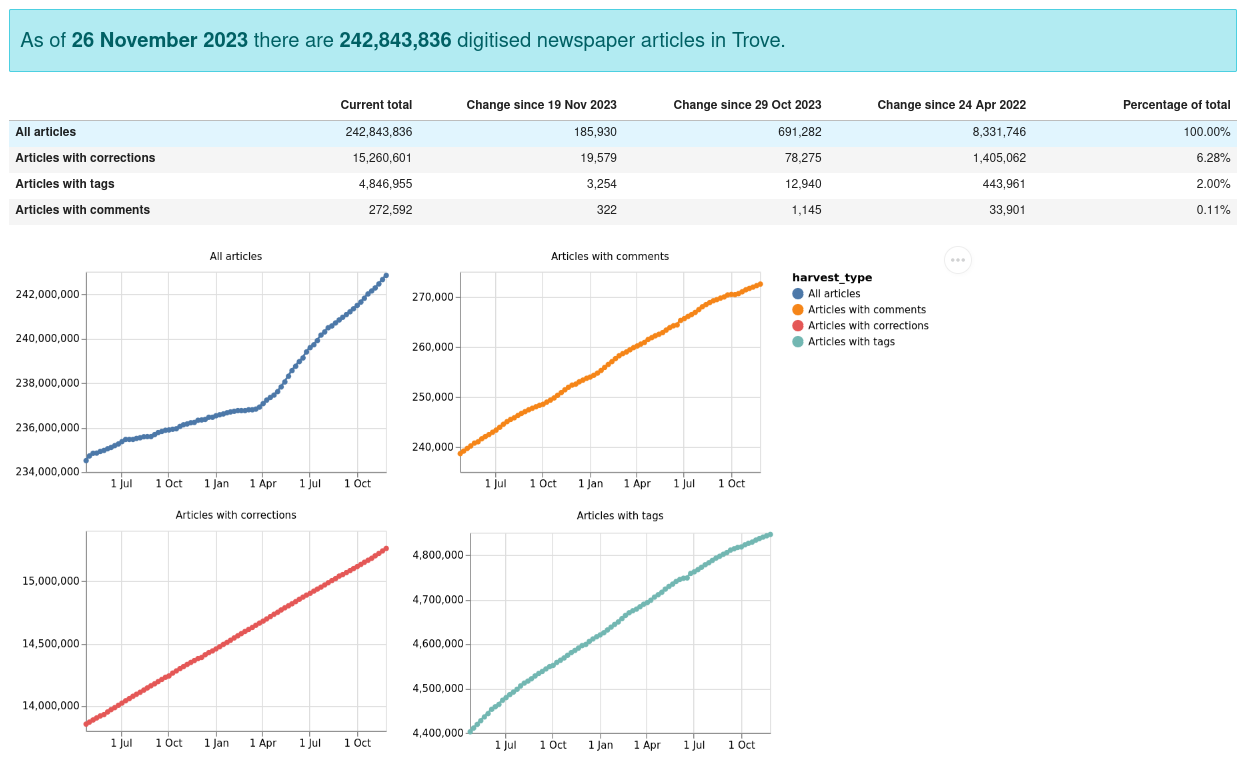 As of 26 November 2023 there are 242,843,836 digitised newspaper articles in Trove.
Current total Change since 19 Nov 2023 Change since 29 Oct 2023 Change since 24 Apr 2022 Percentage of total
All articles 242,843,836 185,930 691,282 8,331,746 100.00%
Articles with corrections 15,260,601 19,579 78,275 1,405,062 6.28%
Articles with tags 4,846,955 3,254 12,940 443,961 2.00%
Articles with comments 272,592 322 1,145 33,901 0.11%
All articles
242,000,000
240,000,000
238,000,000
236,000,000
234,000,000
1 Jul 1 Oct 1 Jan 1 Apr 1 Jul 1 Oct
Articles with comments
270,000
260,000
250,000
240,000
1 Jul 1 Oct 1 Jan 1 Apr 1 Jul 1 Oct
harvest_type
All articles
Articles with comments
Articles with corrections
Articles with tags
Articles with corrections
15,000,000
14,500,000
14,000,000
1 Jul 1 Oct 1 Jan 1 Apr 1 Jul 1 Oct
Articles with tags
4,800,000
4,700,000
4,600,000
4,500,000
4,400,000
1 Jul 1 Oct 1 Jan 1 Apr 1 Jul 1 Oct